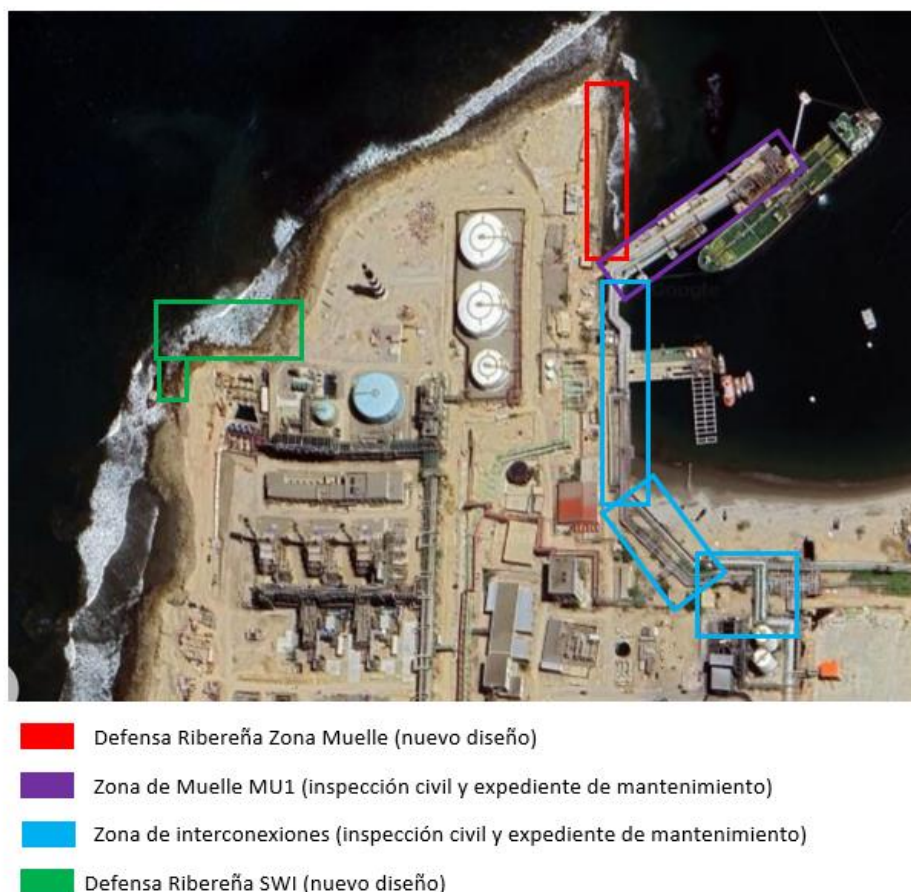 Google
Defensa Ribereña Zona Muelle (nuevo diseño)
Zona de Muelle MU1 (inspección civil y expediente de mantenimiento)
Zona de interconexiones (inspección civil y expediente de mantenimiento)
Defensa Ribereña SWI (nuevo diseño)